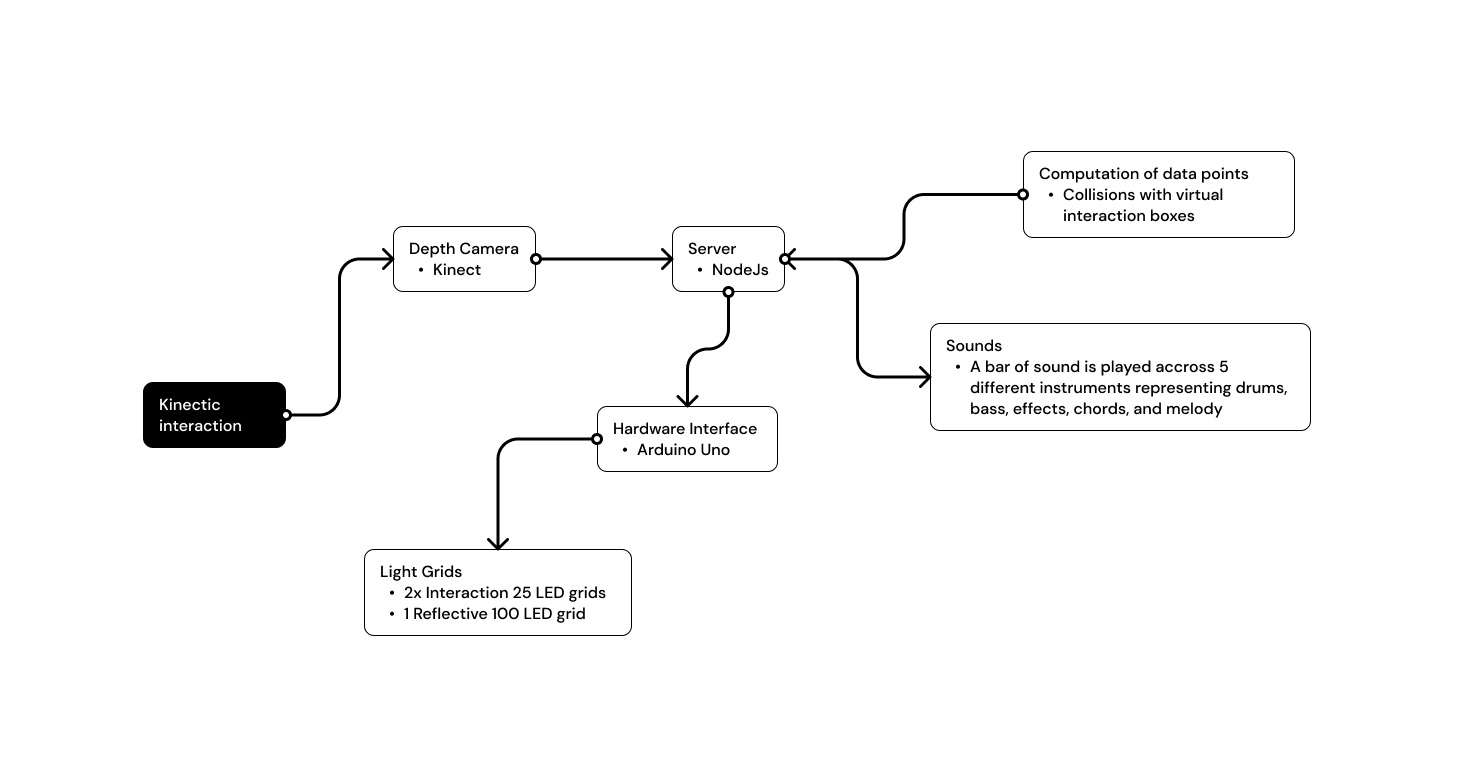 Computation of data points
• Collisions with virtual
interaction boxes
Depth Camera
• Kinect
Server
• NodeJs
Sounds
• A bar of sound is played accross 5
different instruments representing drums,
bass, effects, chords, and melody
Kinectic
interaction
Hardware Interface
• Arduino Uno
Light Grids
• 2x Interaction 25 LED grids
• 1 Reflective 100 LED grid